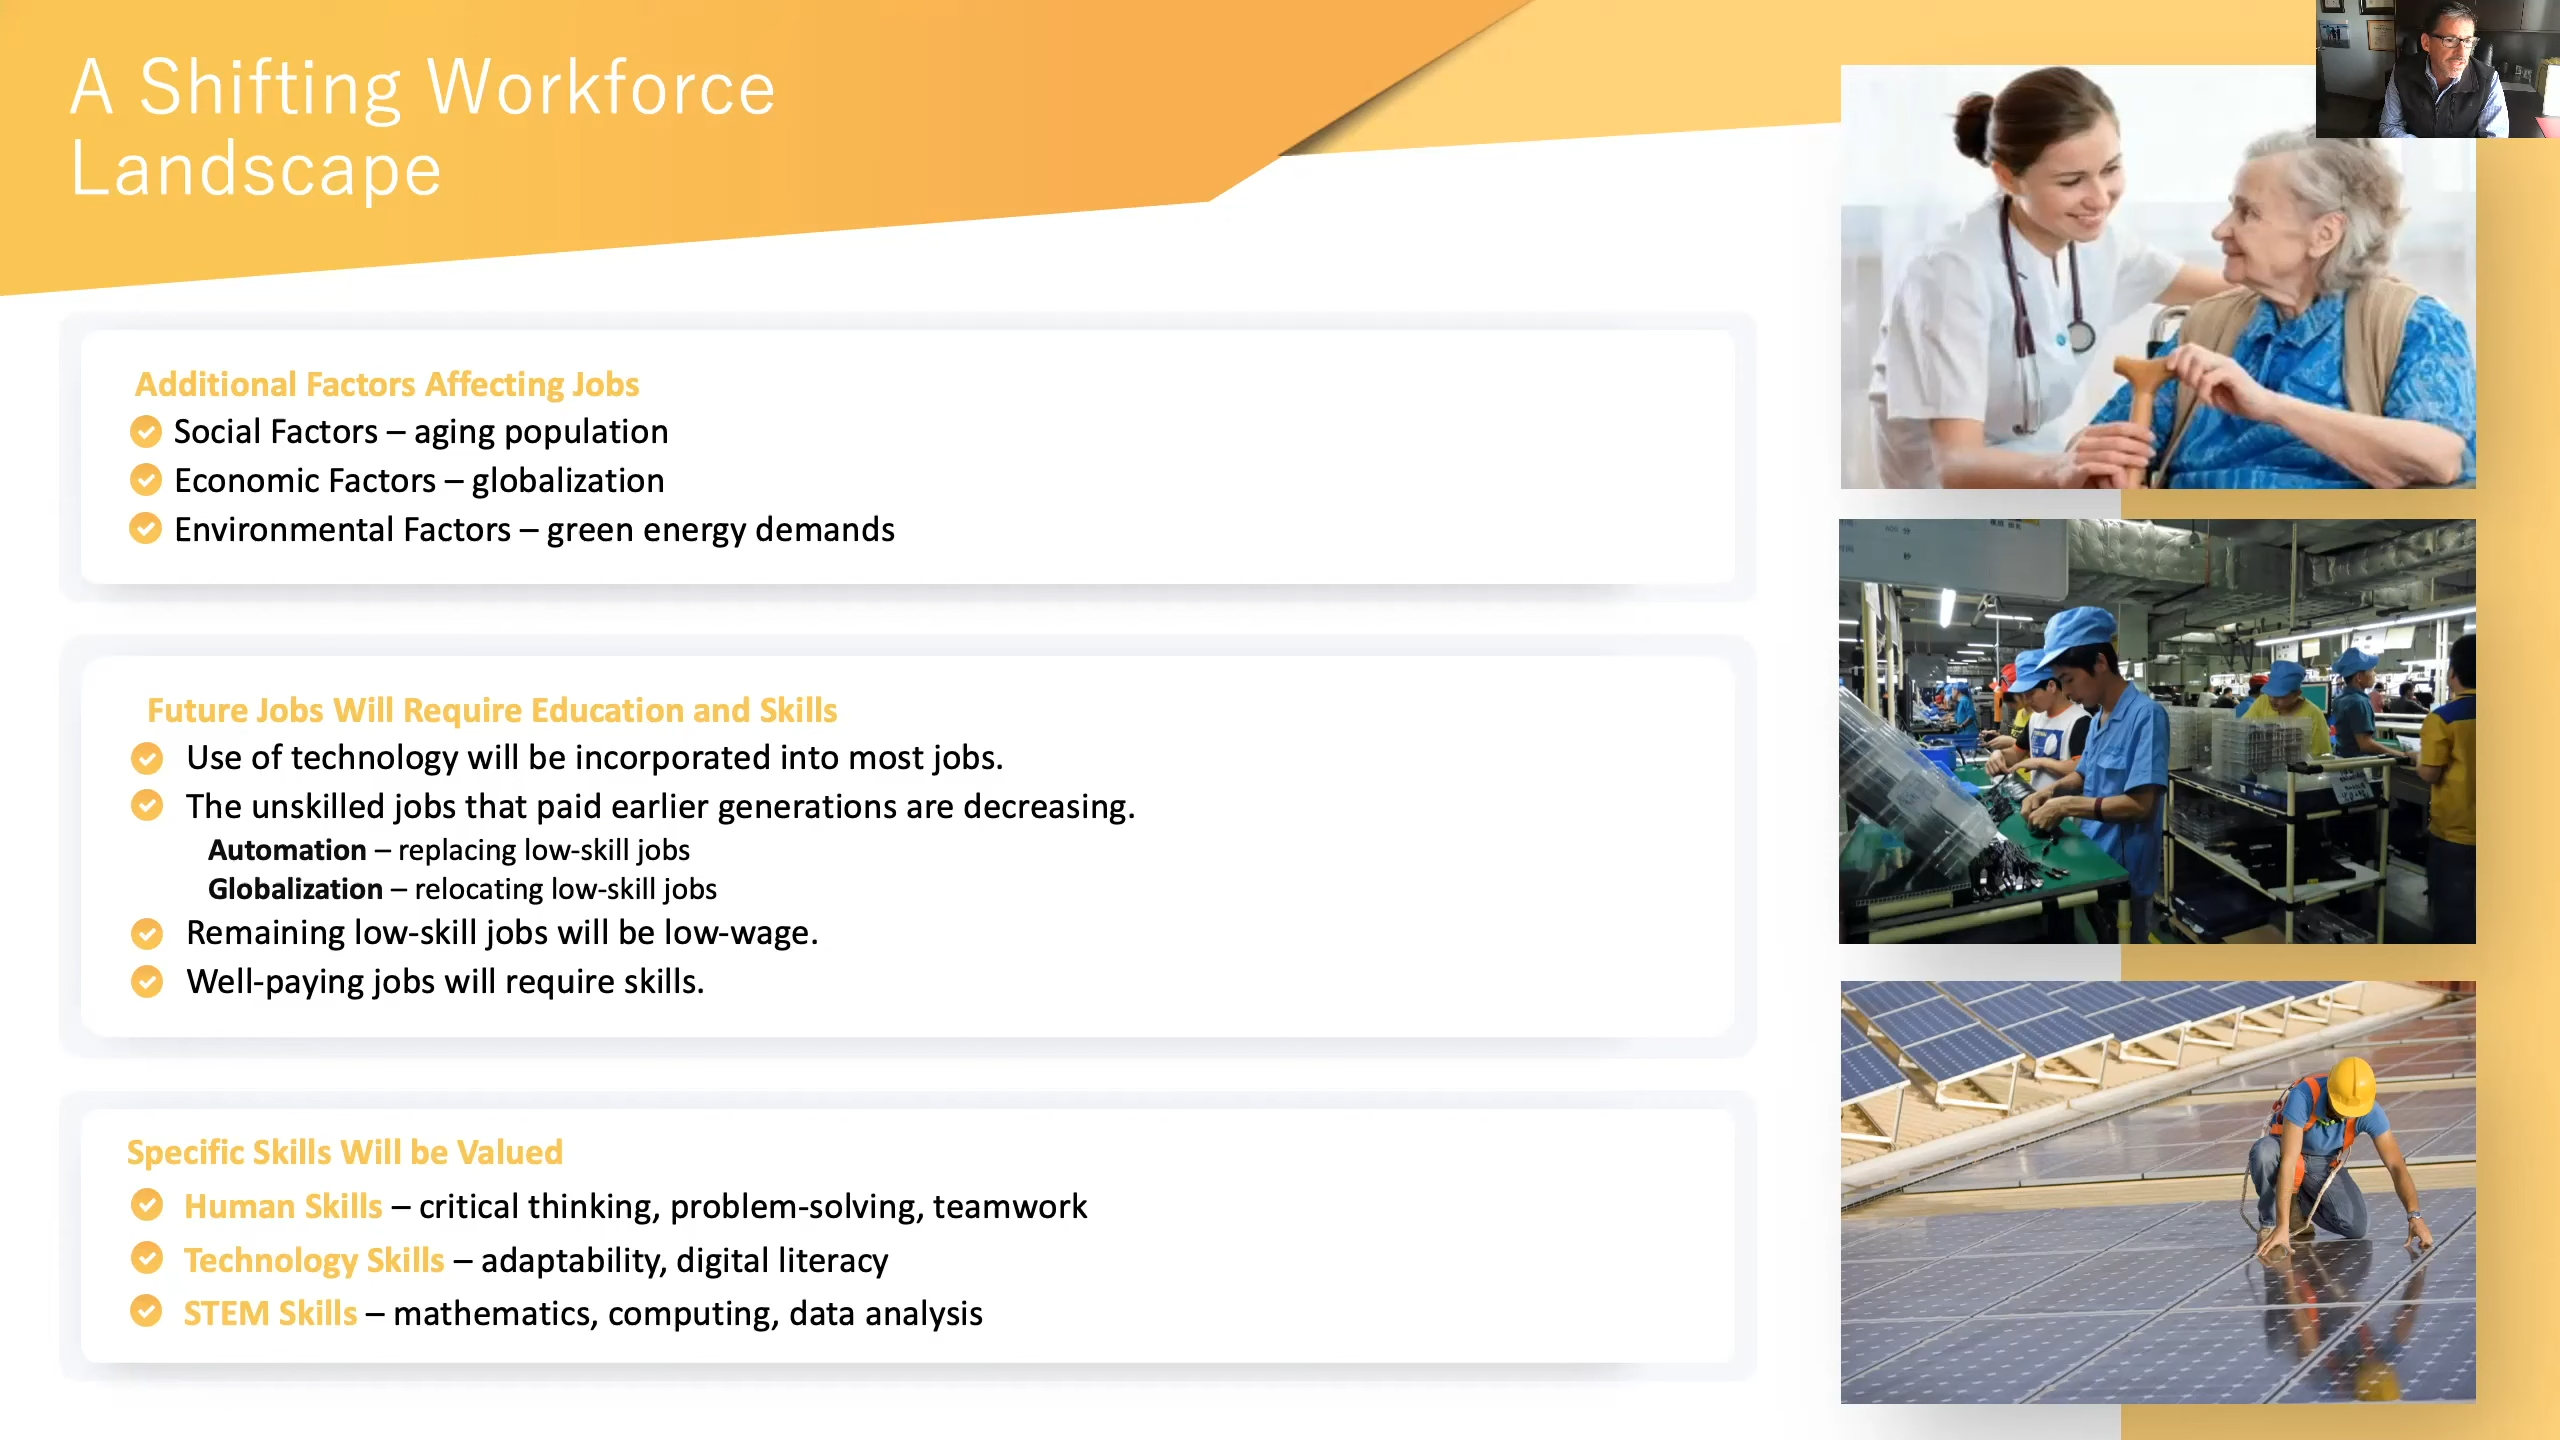 A Shifting Workforce
Landscape
Additional Factors Affecting Jobs
Social Factors – aging population
Economic Factors – globalization
Environmental Factors – green energy demands
Future Jobs Will Require Education and Skills
Use of technology will be incorporated into most jobs.
The unskilled jobs that paid earlier generations are decreasing.
Automation – replacing low-skill jobs
Globalization – relocating low-skill jobs
Remaining low-skill jobs will be low-wage.
Well-paying jobs will require skills.
Specific Skills Will be Valued
Human Skills – critical thinking, problem-solving, teamwork
Technology Skills – adaptability, digital literacy
STEM Skills – mathematics, computing, data analysis